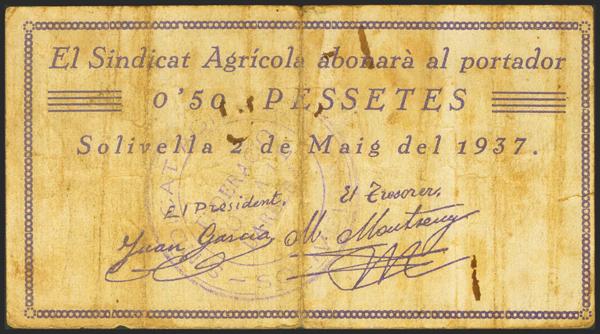 El Sindicat Agrícola abonarà al portador
0'50 PESSETES
Solivella 2 de Maig del 1937.
El President, El Tresorer,
Juan Garcia M. Montseny